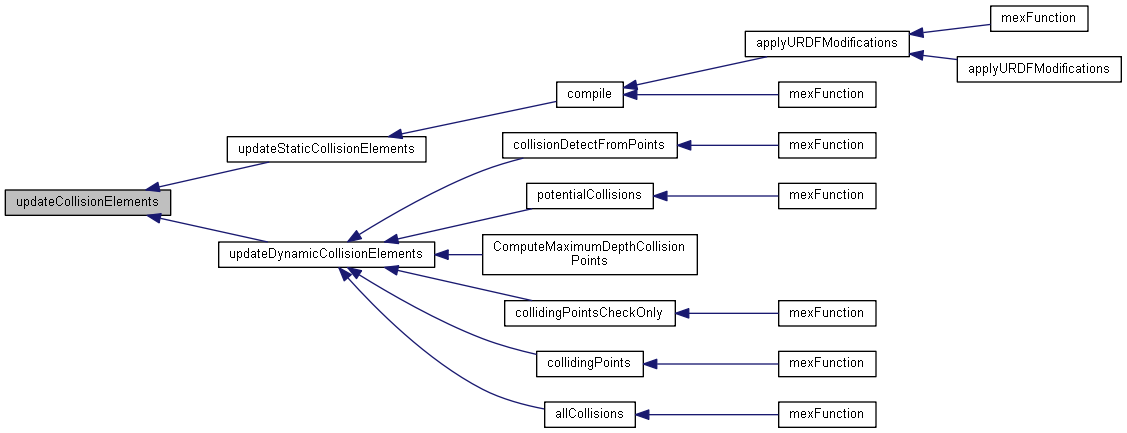 mexFunction
applyURDFModifications
applyURDFModifications
compile
mexFunction
updateStaticCollisionElements
collisionDetectFromPoints
mexFunction
updateCollisionElements
potentialCollisions
mexFunction
updateDynamicCollisionElements
ComputeMaximumDepthCollision
Points
collidingPointsCheckOnly
mexFunction
collidingPoints
mexFunction
allCollisions
mexFunction